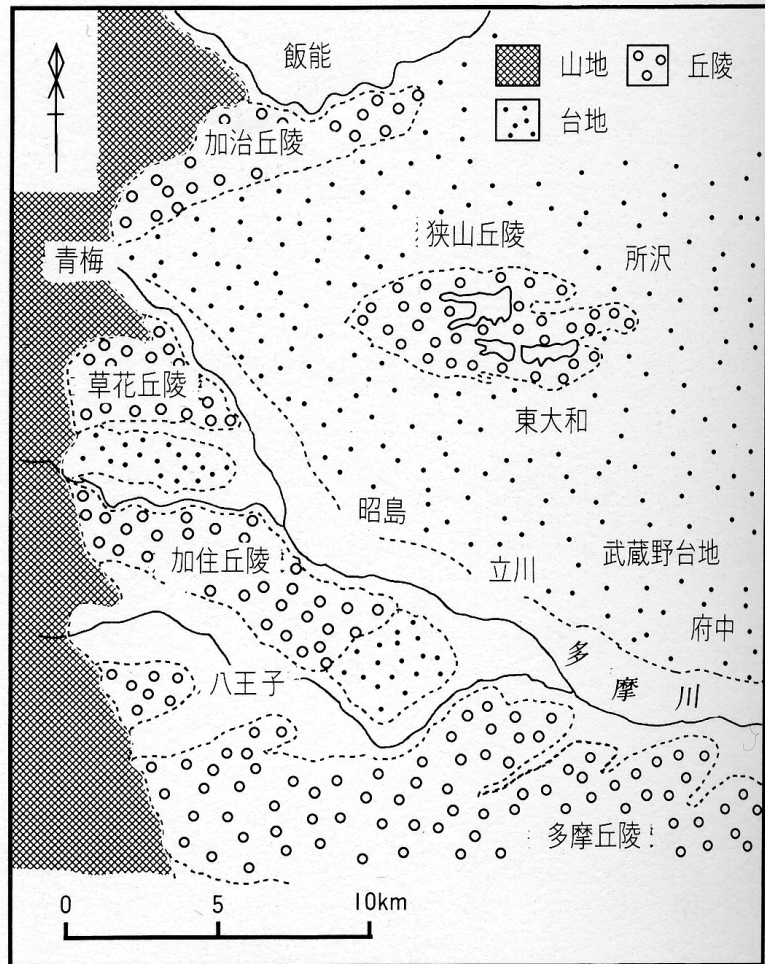 飯能
山地
丘陵
台地
加治丘陵
狭山丘陵
所沢
青梅
草花丘陵
東大和
昭島
加住丘陵
立川
武蔵野台地
府中
多摩川
八王子
多摩丘陵
0 5 10km